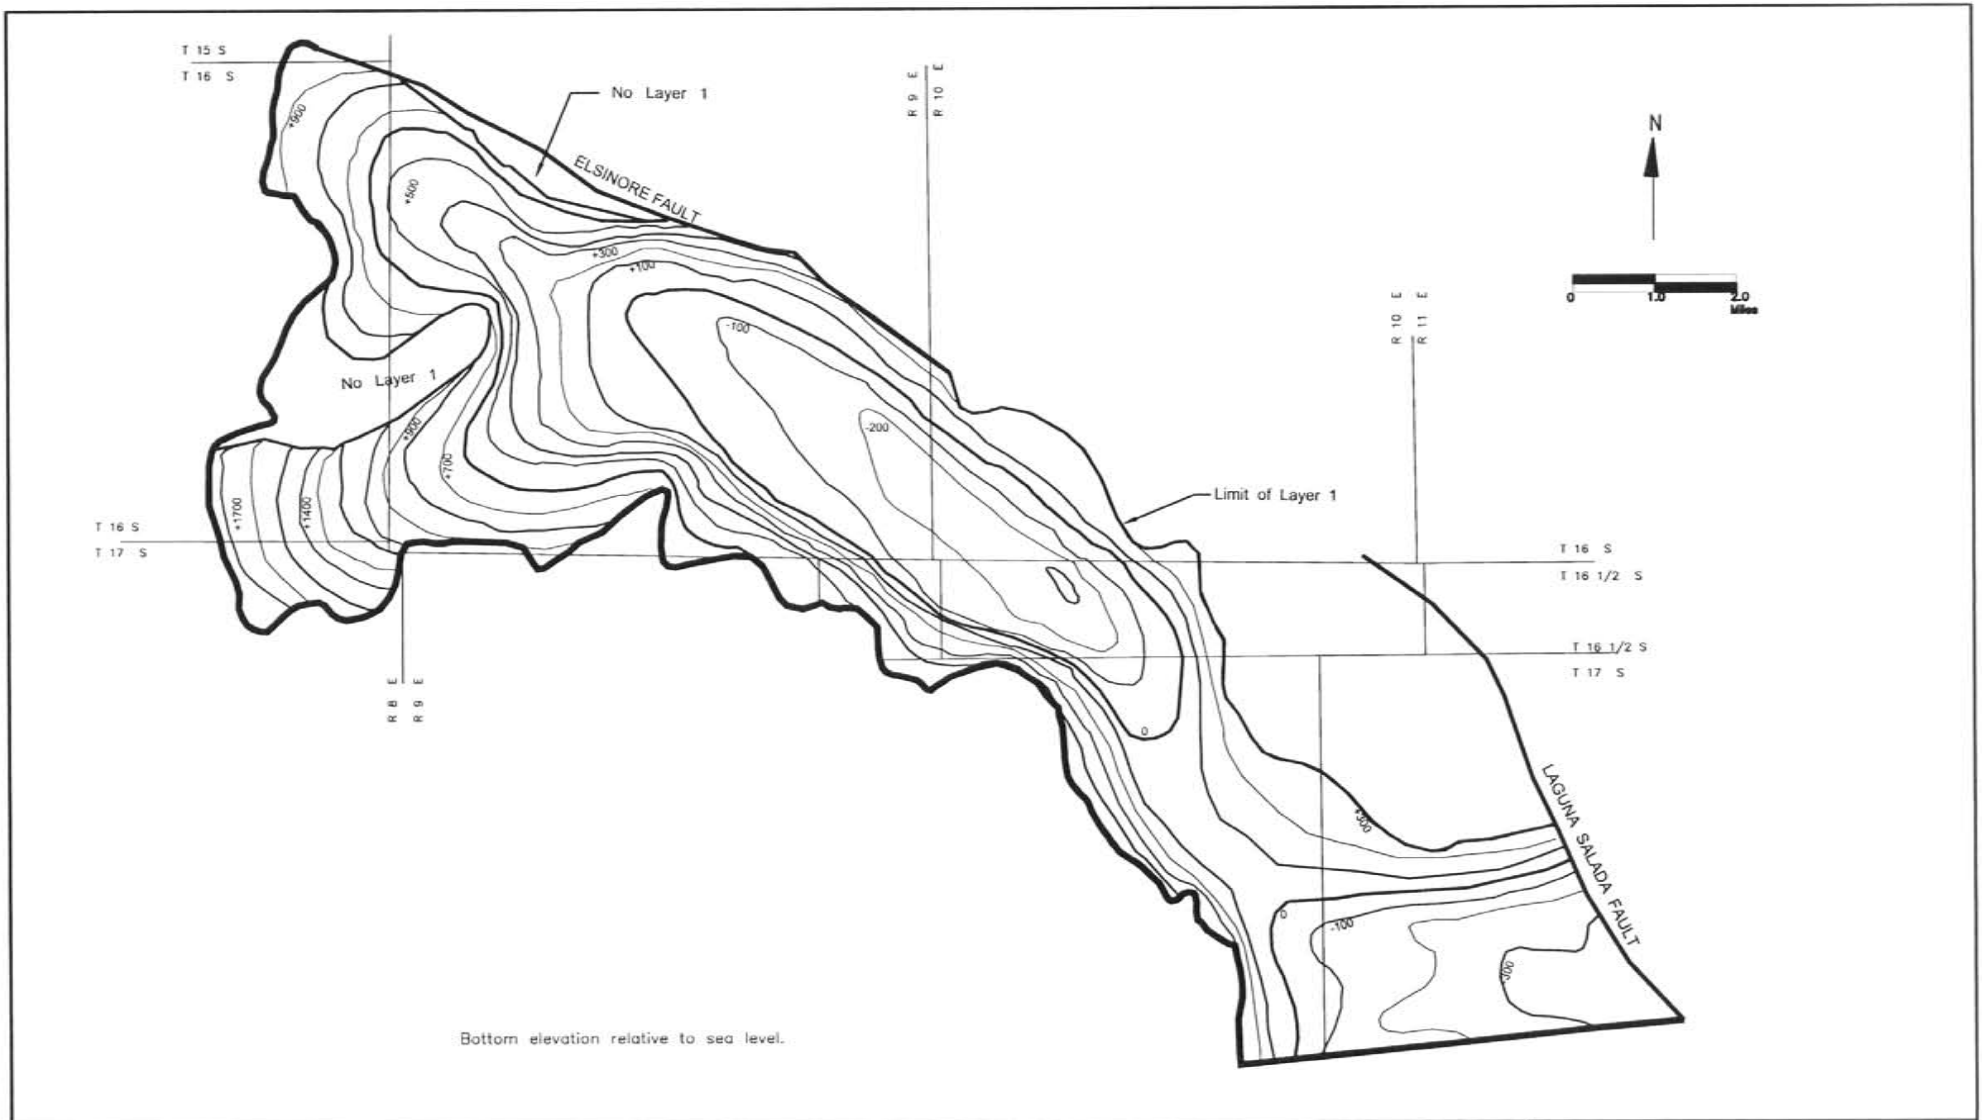 T 15 S
T 16 S
No Layer 1
R 9 E
R 10 E
N
+900
ELSINORE FAULT
+500
+300
+100
0 1.0 2.0
Miles
R 10 E
R 11 E
-100
No Layer 1
+900
-200
+700
Limit of Layer 1
+1700
+1400
T 16 S
T 17 S
T 16 S
T 16 1/2 S
T 16 1/2 S
T 17 S
R 8 E
R 9 E
0
+300
LAGUNA SALADA FAULT
0
-100
-300
Bottom elevation relative to sea level.